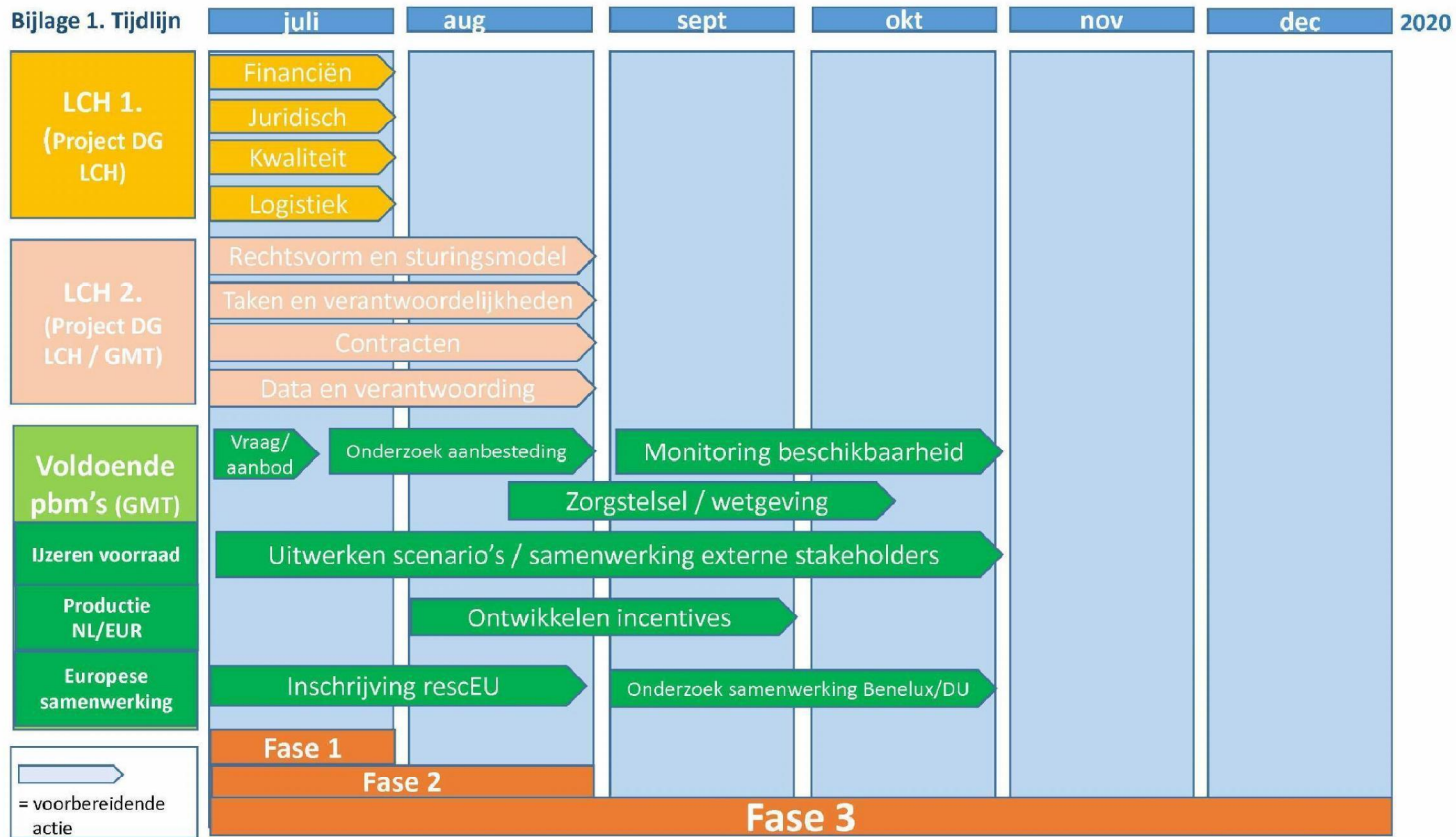 Bijlage 1. Tijdlijn
juli
aug
sept
okt
nov
dec
2020
LCH 1.
(Project DG
LCH)
Financiën
Juridisch
Kwaliteit
Logistiek
LCH 2.
(Project DG
LCH / GMT)
Rechtsvorm en sturingsmodel
Taken en verantwoordelijkheden
Contracten
Data en verantwoording
Voldoende
pbm's (GMT)
Vraag/
aanbod
Onderzoek aanbesteding
Monitoring beschikbaarheid
Zorgstelsel / wetgeving
IJzeren voorraad
Uitwerken scenario's / samenwerking externe stakeholders
Productie
NL/EUR
Ontwikkelen incentives
Europese
samenwerking
Inschrijving rescEU
Onderzoek samenwerking Benelux/DU
Fase 1
Fase 2
Fase 3
= voorbereidende
actie